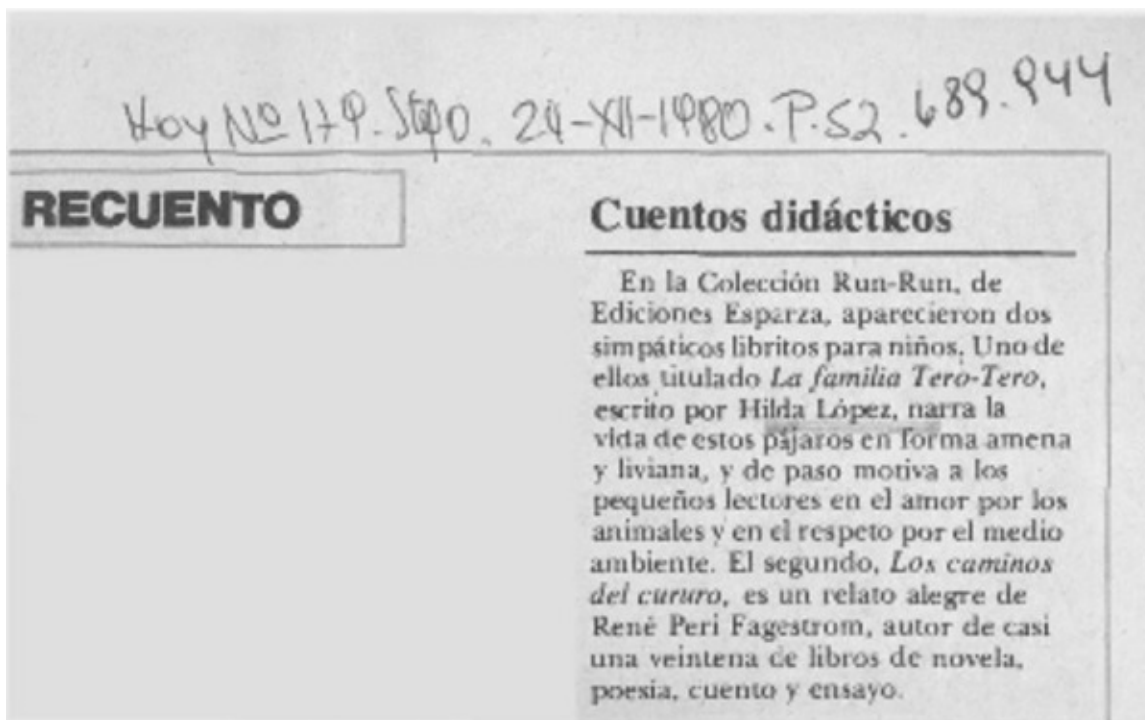 Hoy Nº 179. Stgo. 24-XII-1980. P. 52. 689.944
RECUENTO
Cuentos didácticos
En la Colección Run-Run, de
Ediciones Esparza, aparecieron dos
simpáticos libritos para niños. Uno de
ellos titulado La familia Tero-Tero,
escrito por Hilda López, narra la
vida de estos pájaros en forma amena
y liviana, y de paso motiva a los
pequeños lectores en el amor por los
animales y en el respeto por el medio
ambiente. El segundo, Los caminos
del cururo, es un relato alegre de
René Peri Fagestrom, autor de casi
una veintena de libros de novela,
poesía, cuento y ensayo.